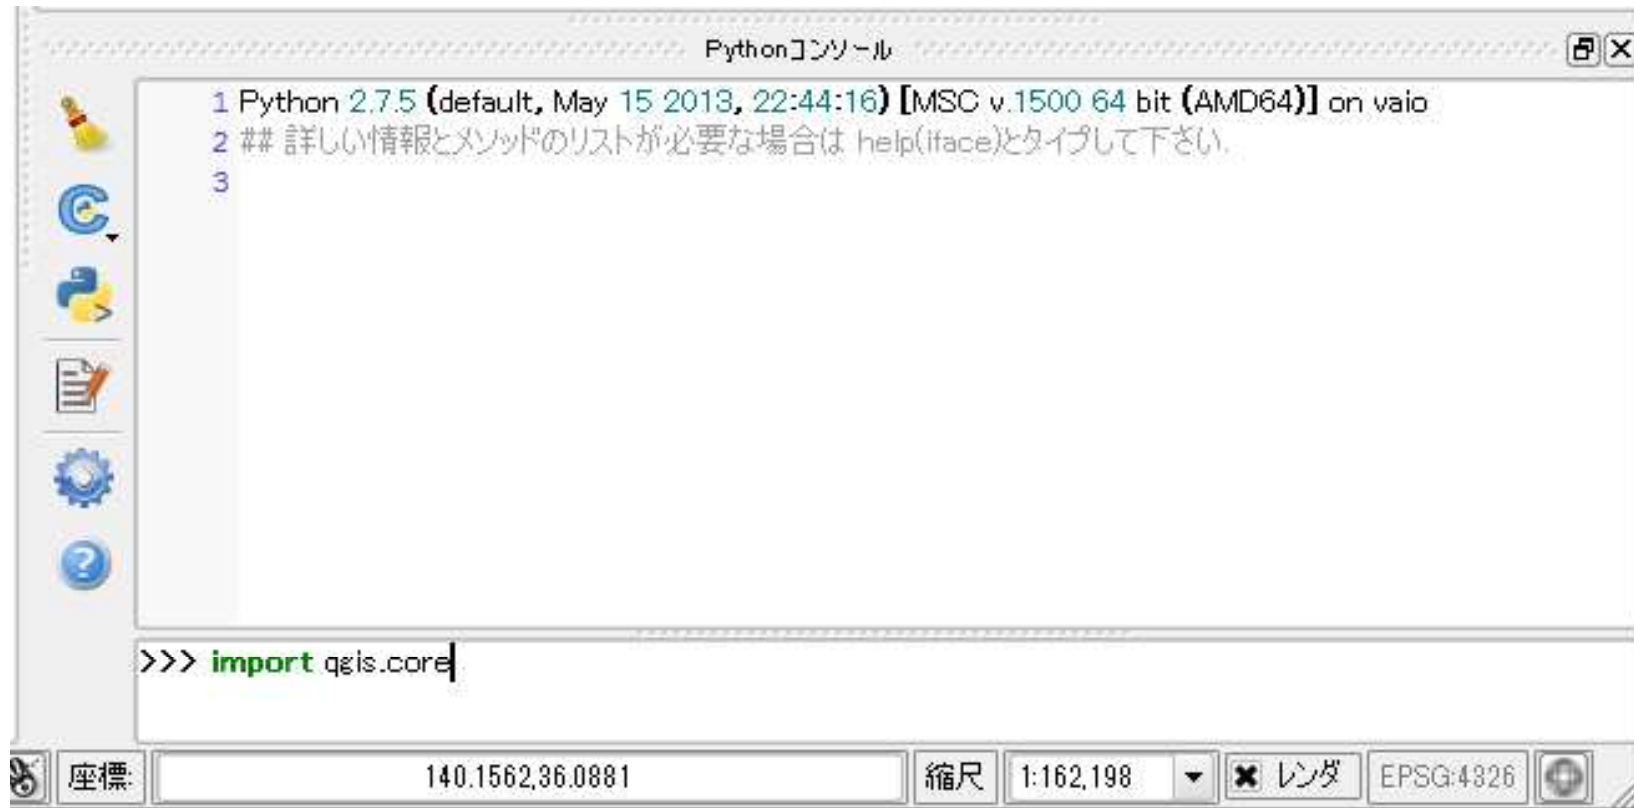 Pythonコンソール
1 Python 2.7.5 (default, May 15 2013, 22:44:16) [MSC v.1500 64 bit (AMD64)] on vaio
2 ## 詳しい情報とメソッドのリストが必要な場合は help(iface)とタイプして下さい.
3
>>> import qgis.core
座標: 140.1562,36.0881 縮尺 1:162,198 レンダ EPSG:4326